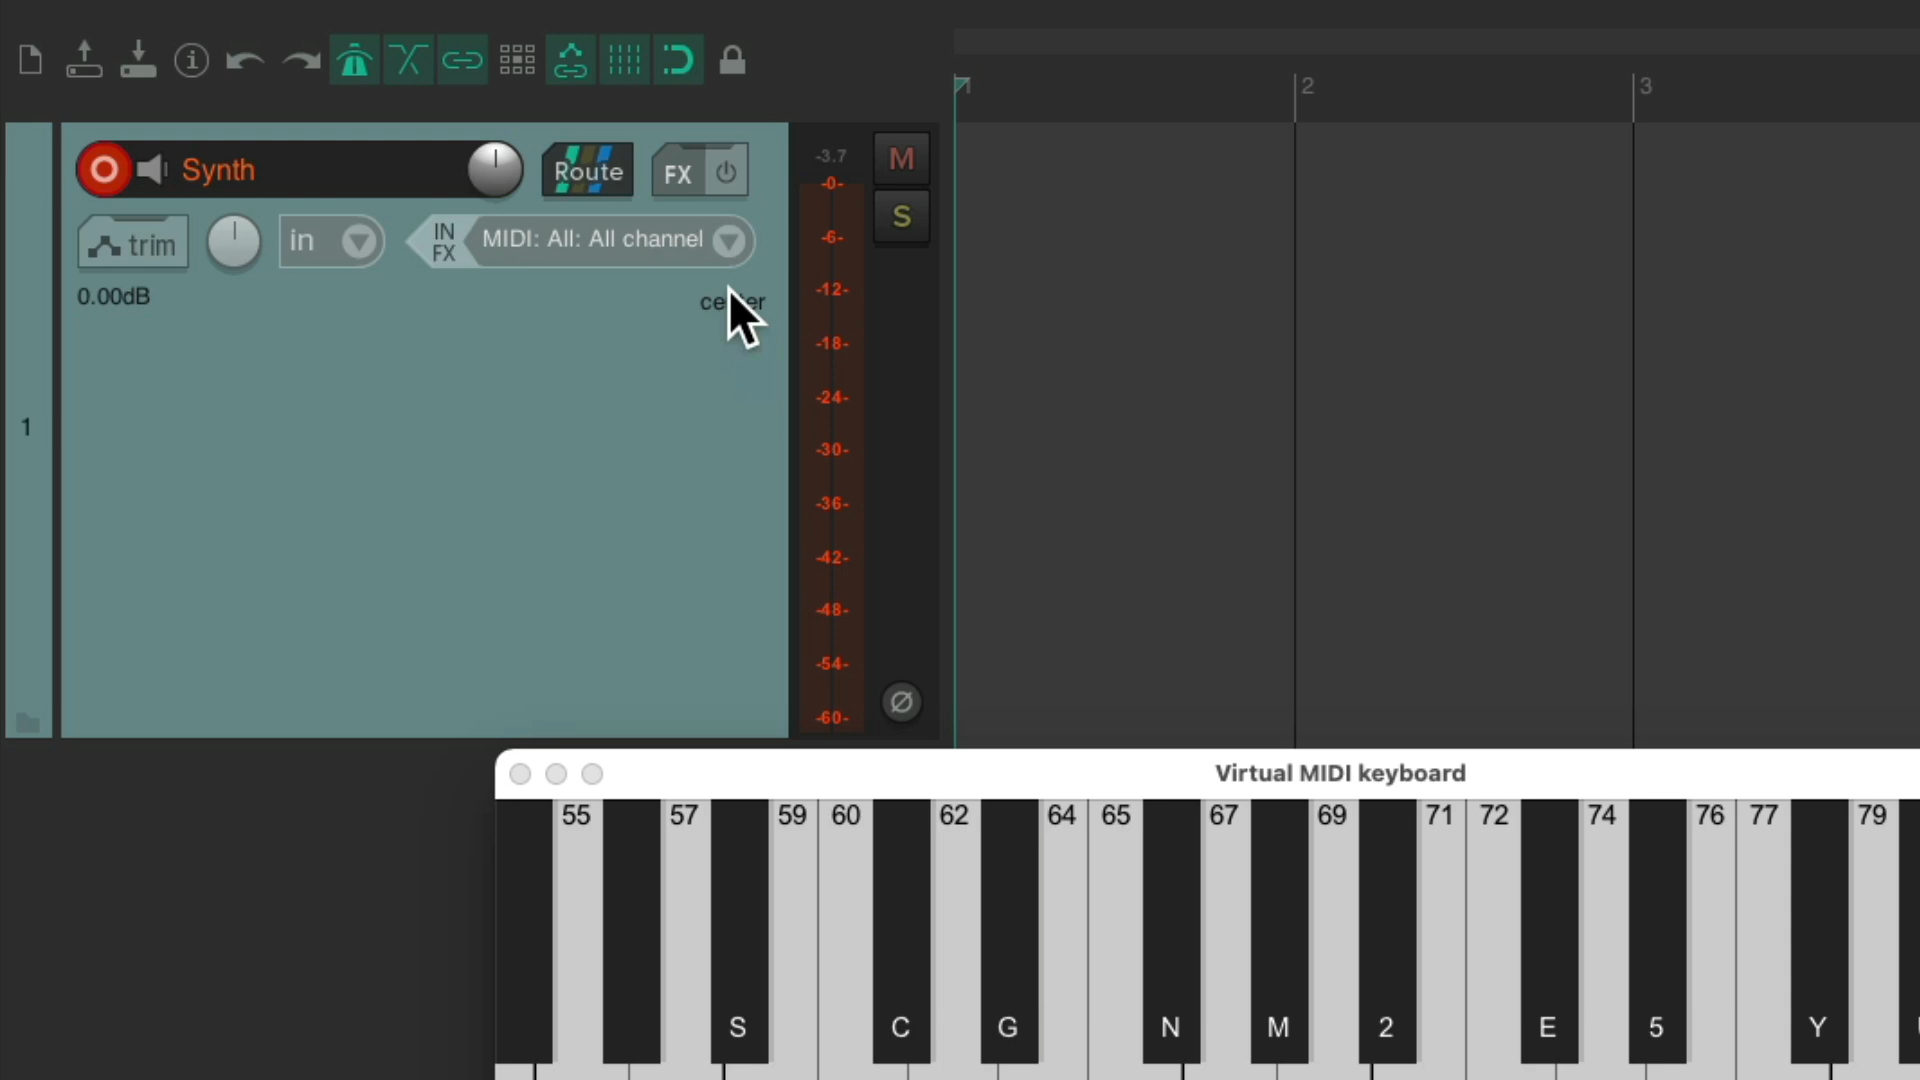 1
2
3
Synth
Route
FX
-3.7
M
-0-
S
trim
in
IN
FX
MIDI: All: All channel
-6-
0.00dB
-12-
-18-
-24-
1
-30-
-36-
-42-
-48-
-54-
-60-
Virtual MIDI keyboard
55 57 59 60 62 64 65 67 69 71 72 74 76 77 79
S C G N M 2 E 5 Y